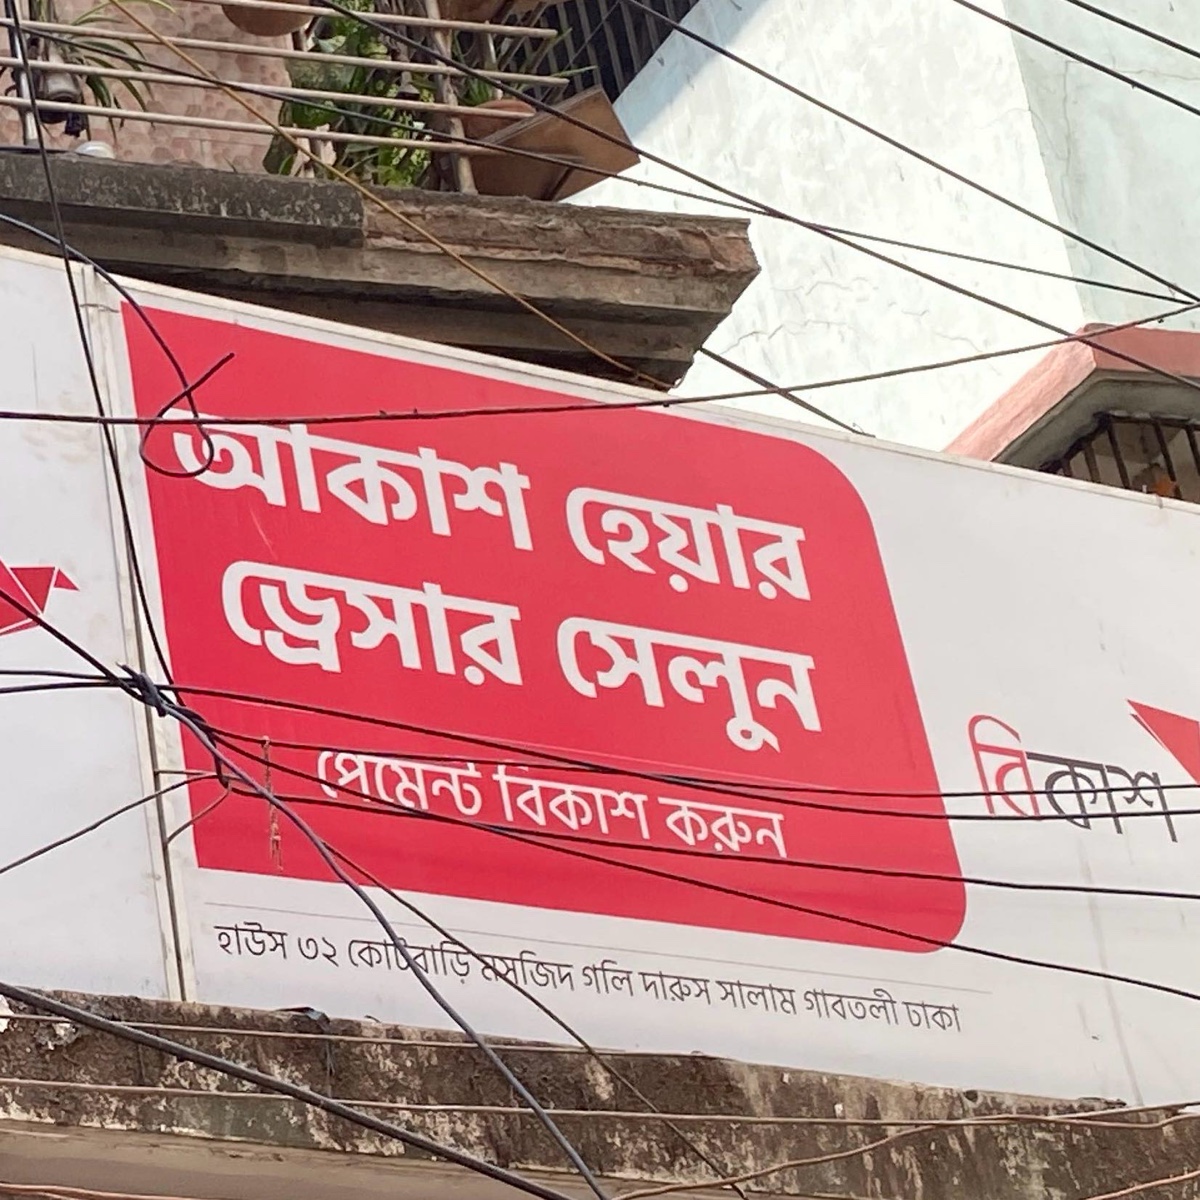 আকাশ হেয়ার
ড্রেসার সেলুন
পেমেন্ট বিকাশ করুন
বিকাশ
হাউস ৩২ কোটবাড়ি মসজিদ গলি দারুস সালাম গাবতলী ঢাকা